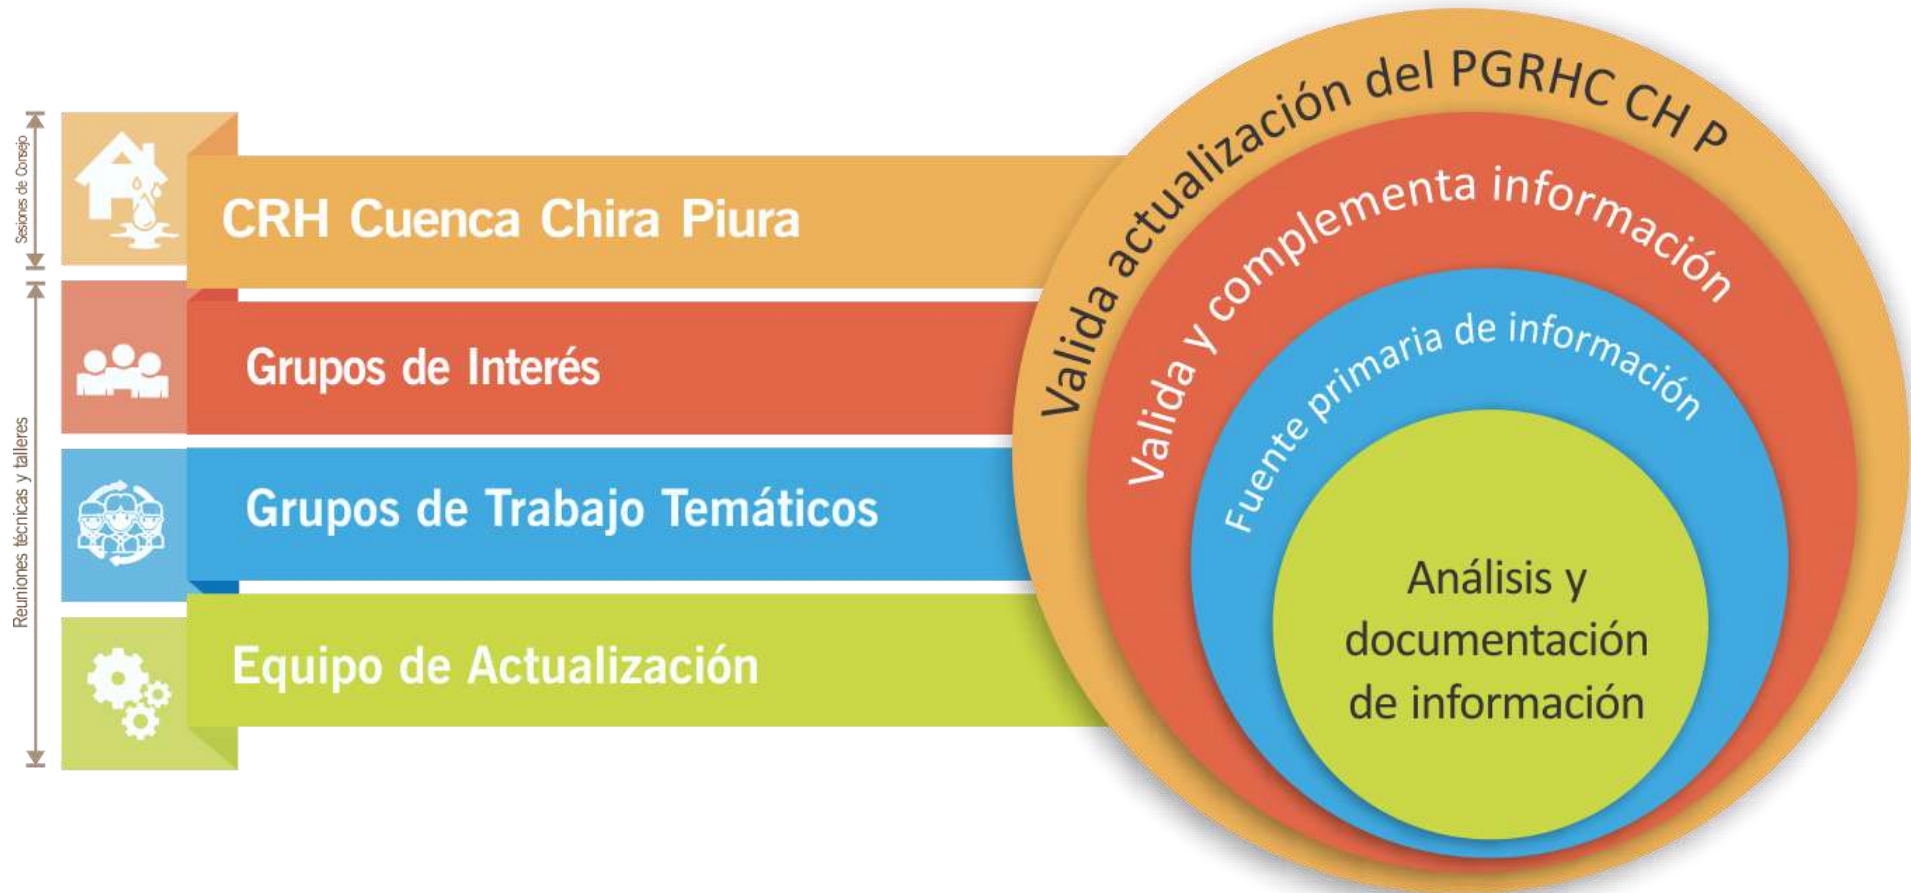 Sesiones de Consejo
CRH Cuenca Chira Piura
Grupos de Interés
Reuniones técnicas y talleres
Grupos de Trabajo Temáticos
Equipo de Actualización
Valida actualización del PGRHC CH P
Valida y complementa información
Fuente primaria de información
Análisis y
documentación
de información